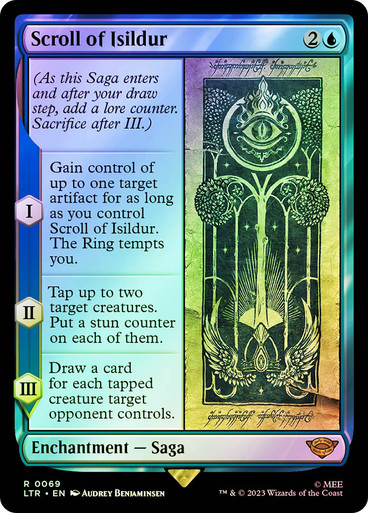 Scroll of Isildur 2
(As this Saga enters
and after your draw
step, add a lore counter.
Sacrifice after III.)
I
Gain control of
up to one target
artifact for as long
as you control
Scroll of Isildur.
The Ring tempts
you.
II
Tap up to two
target creatures.
Put a stun counter
on each of them.
III
Draw a card
for each tapped
creature target
opponent controls.
Enchantment — Saga
R 0069
LTR • EN AUDREY BENJAMINSEN
© MEE
™ & © 2023 Wizards of the Coast